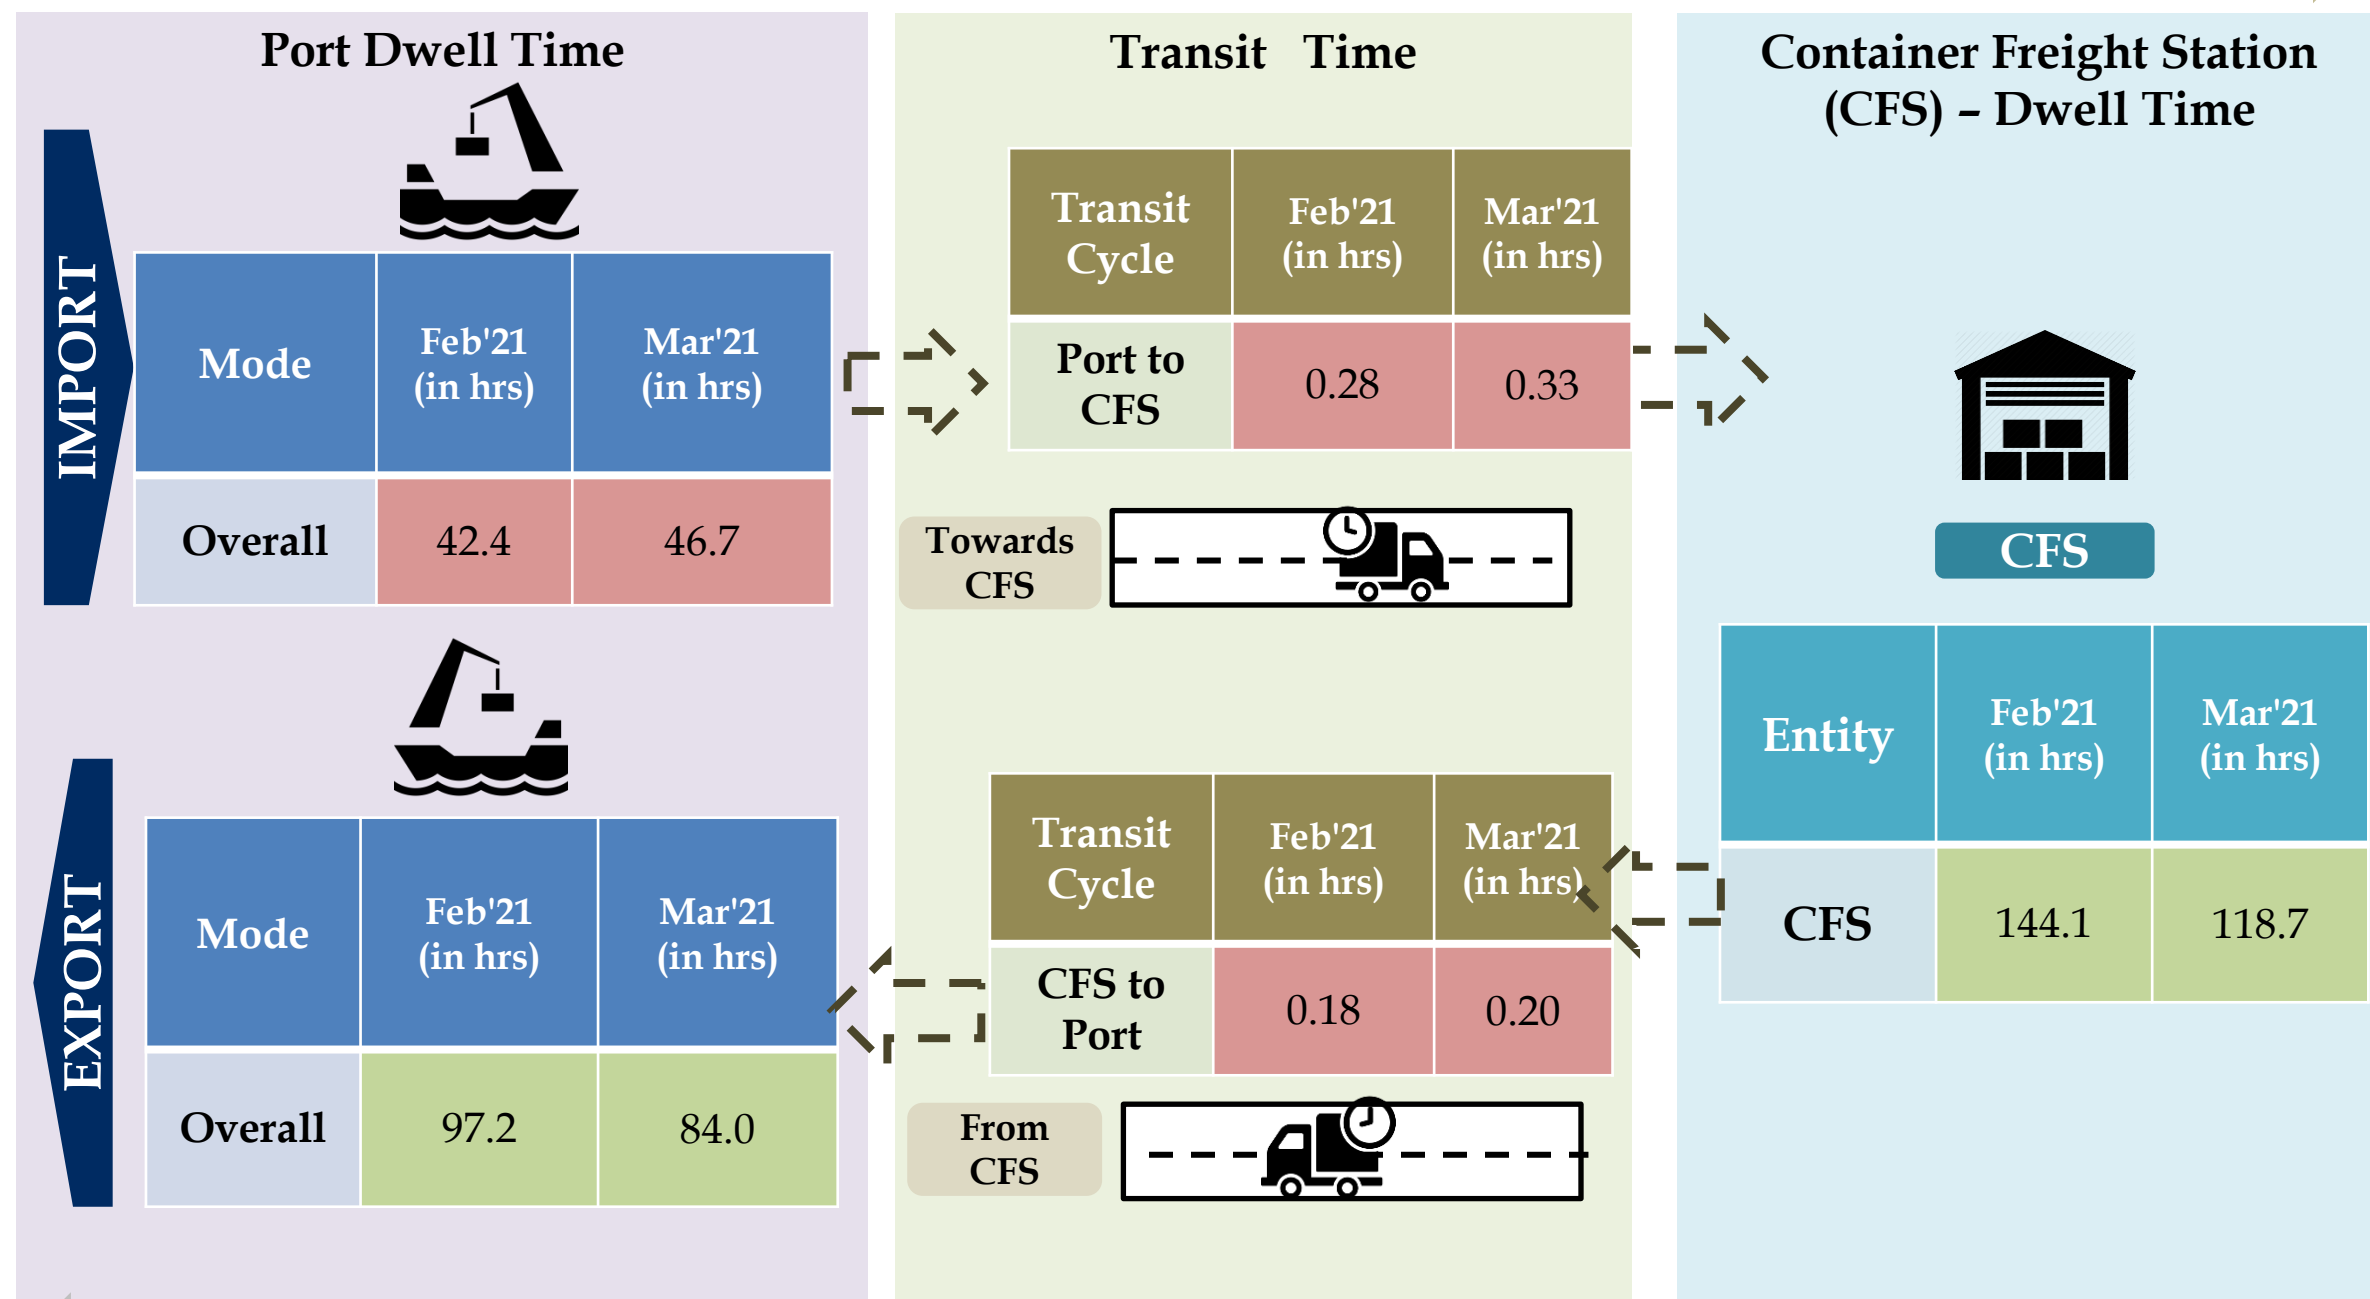 Port Dwell Time
IMPORT
Mode
Feb'21
(in hrs)
Mar'21
(in hrs)
Overall
42.4
46.7
EXPORT
Mode
Feb'21
(in hrs)
Mar'21
(in hrs)
Overall
97.2
84.0
Transit Time
Transit
Cycle
Feb'21
(in hrs)
Mar'21
(in hrs)
Port to
CFS
0.28
0.33
Towards
CFS
Transit
Cycle
Feb'21
(in hrs)
Mar'21
(in hrs)
CFS to
Port
0.18
0.20
From
CFS
Container Freight Station
(CFS) – Dwell Time
CFS
Entity
Feb'21
(in hrs)
Mar'21
(in hrs)
CFS
144.1
118.7